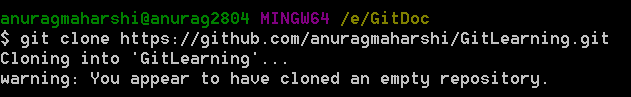 anuragmaharshi@anurag2804 MINGW64 /e/GitDoc
$ git clone https://github.com/anuragmaharshi/GitLearning.git
Cloning into 'GitLearning'...
warning: You appear to have cloned an empty repository.